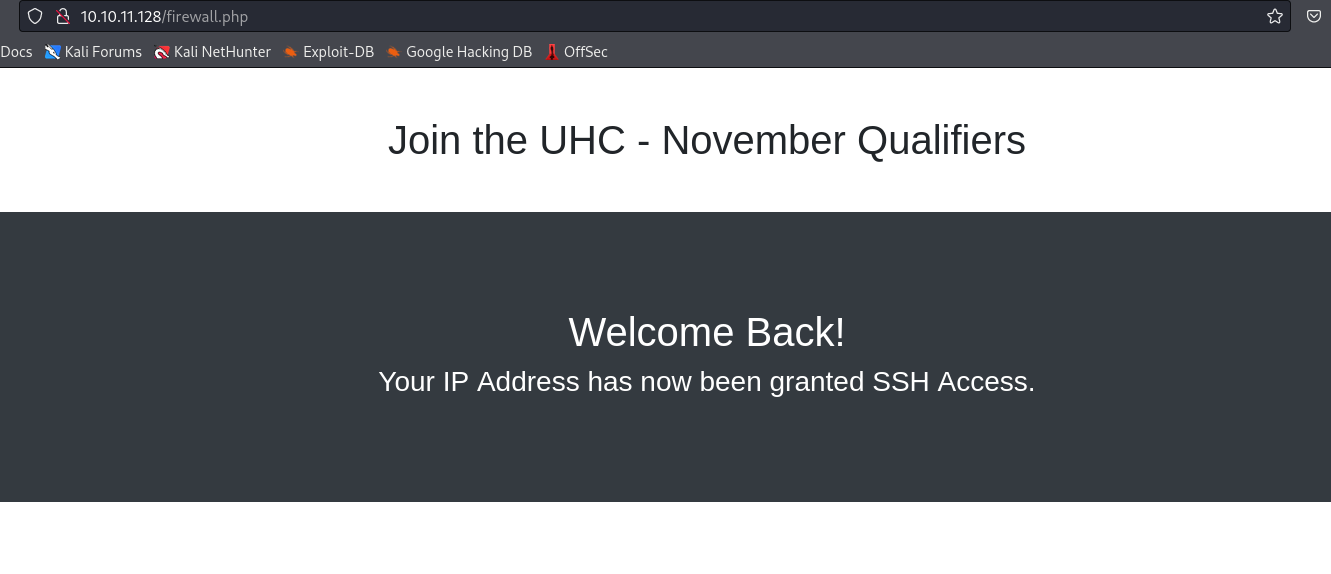 10.10.11.128/firewall.php
Docs Kali Forums Kali NetHunter Exploit-DB Google Hacking DB OffSec
Join the UHC - November Qualifiers
Welcome Back!
Your IP Address has now been granted SSH Access.